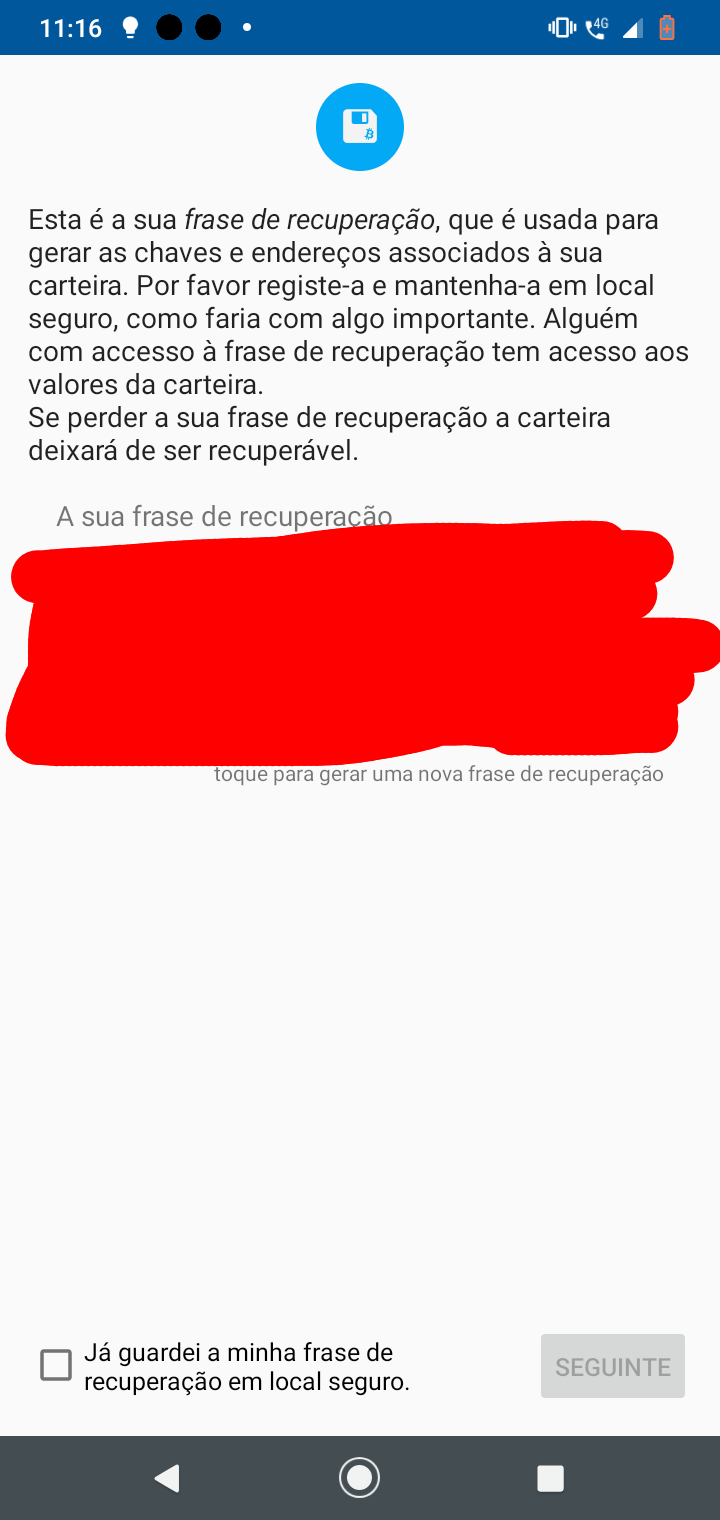 11:16
4G
Esta é a sua frase de recuperação, que é usada para
gerar as chaves e endereços associados à sua
carteira. Por favor registe-a e mantenha-a em local
seguro, como faria com algo importante. Alguém
com accesso à frase de recuperação tem acesso aos
valores da carteira.
Se perder a sua frase de recuperação a carteira
deixará de ser recuperável.
A sua frase de recuperação
toque para gerar uma nova frase de recuperação
Já guardei a minha frase de
recuperação em local seguro.
SEGUINTE